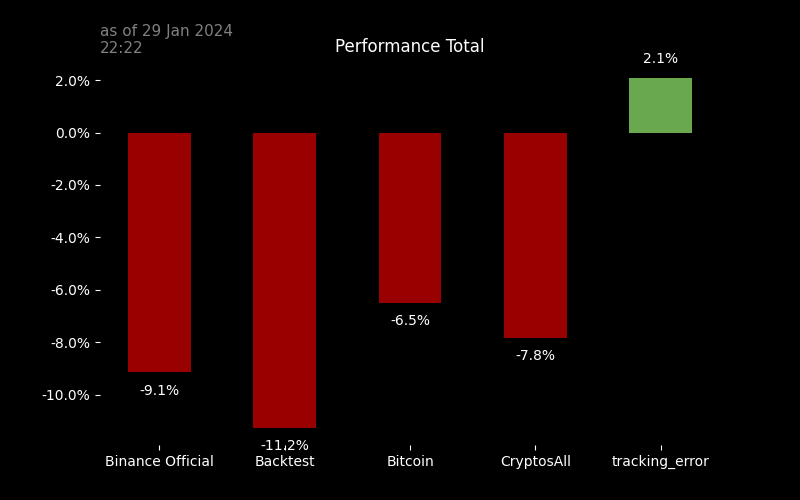 as of 29 Jan 2024
22:22
Performance Total
2.1%
2.0%
0.0%
-2.0%
-4.0%
-6.0%
-8.0%
-10.0%
-9.1%
-11.2%
-6.5%
-7.8%
Binance Official
Backtest
Bitcoin
CryptosAll
tracking_error